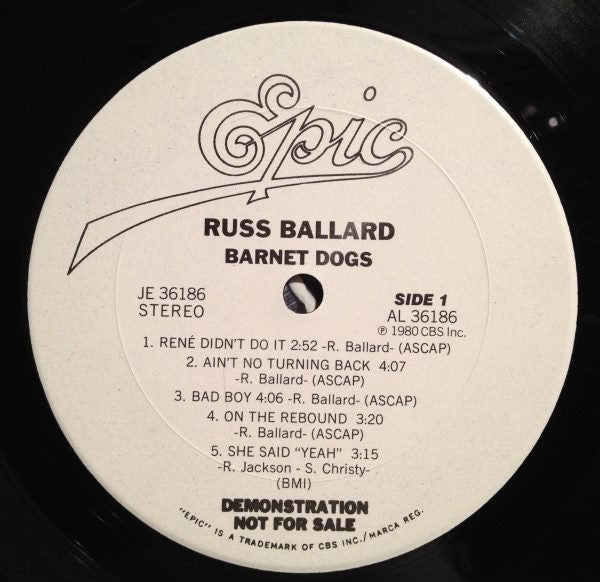 Epic
RUSS BALLARD
BARNET DOGS
JE 36186
STEREO
SIDE 1
AL 36186
℗ 1980 CBS Inc.
1. RENÉ DIDN'T DO IT 2:52 -R. Ballard- (ASCAP)
2. AIN'T NO TURNING BACK 4:07
-R. Ballard- (ASCAP)
3. BAD BOY 4:06 -R. Ballard- (ASCAP)
4. ON THE REBOUND 3:20
-R. Ballard- (ASCAP)
5. SHE SAID "YEAH" 3:15
-R. Jackson - S. Christy-
(BMI)
DEMONSTRATION
NOT FOR SALE
"EPIC" IS A TRADEMARK OF CBS INC./MARCA REG.